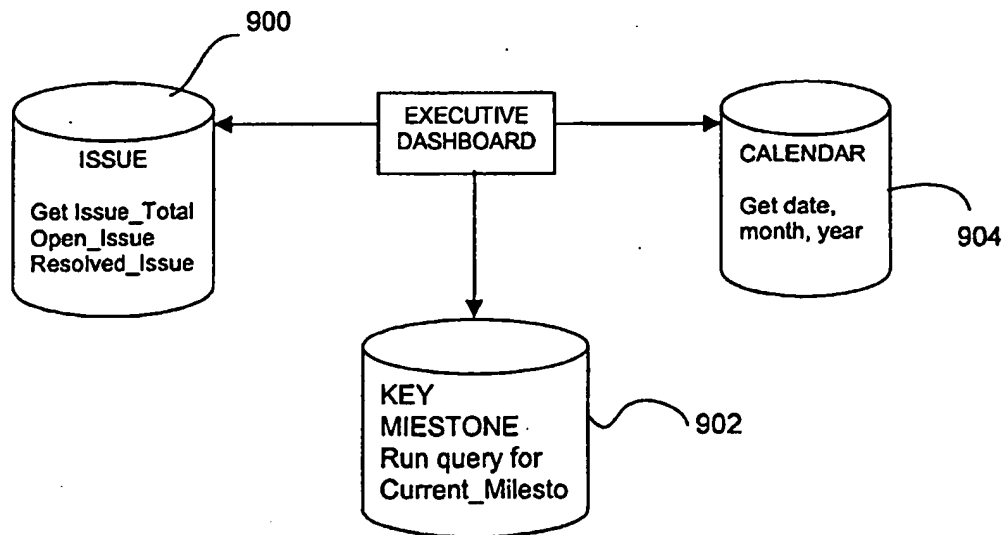 900
EXECUTIVE
DASHBOARD
ISSUE
Get Issue_Total
Open_Issue
Resolved_Issue
CALENDAR
Get date,
month, year
904
KEY
MIESTONE
Run query for
Current_Milesto
902